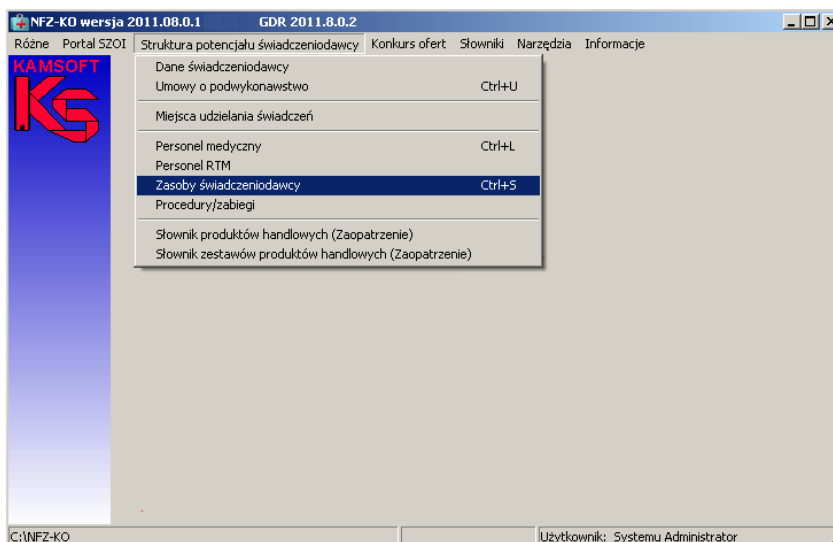 NFZ-KO wersja 2011.08.0.1 GDR 2011.8.0.2
Różne Portal SZOI Struktura potencjału świadczeniodawcy Konkurs ofert Słowniki Narzędzia Informacje
KAMSOFT
KS
Dane świadczeniodawcy
Umowy o podwykonawstwo Ctrl+U
Miejsca udzielania świadczeń
Personel medyczny Ctrl+L
Personel RTM
Zasoby świadczeniodawcy Ctrl+S
Procedury/zabiegi
Słownik produktów handlowych (Zaopatrzenie)
Słownik zestawów produktów handlowych (Zaopatrzenie)
C:\NFZ-KO Użytkownik: Systemu Administrator